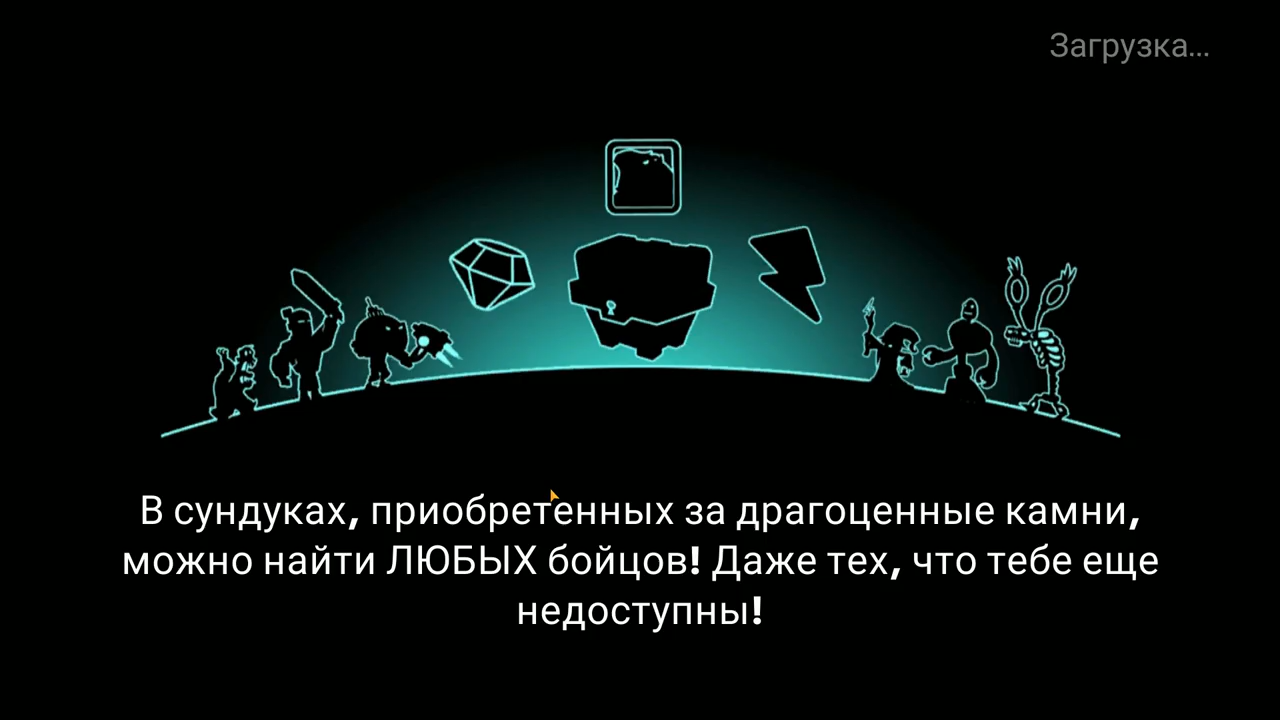 Загрузка...
В сундуках, приобретенных за драгоценные камни,
можно найти ЛЮБЫХ бойцов! Даже тех, что тебе еще
недоступны!